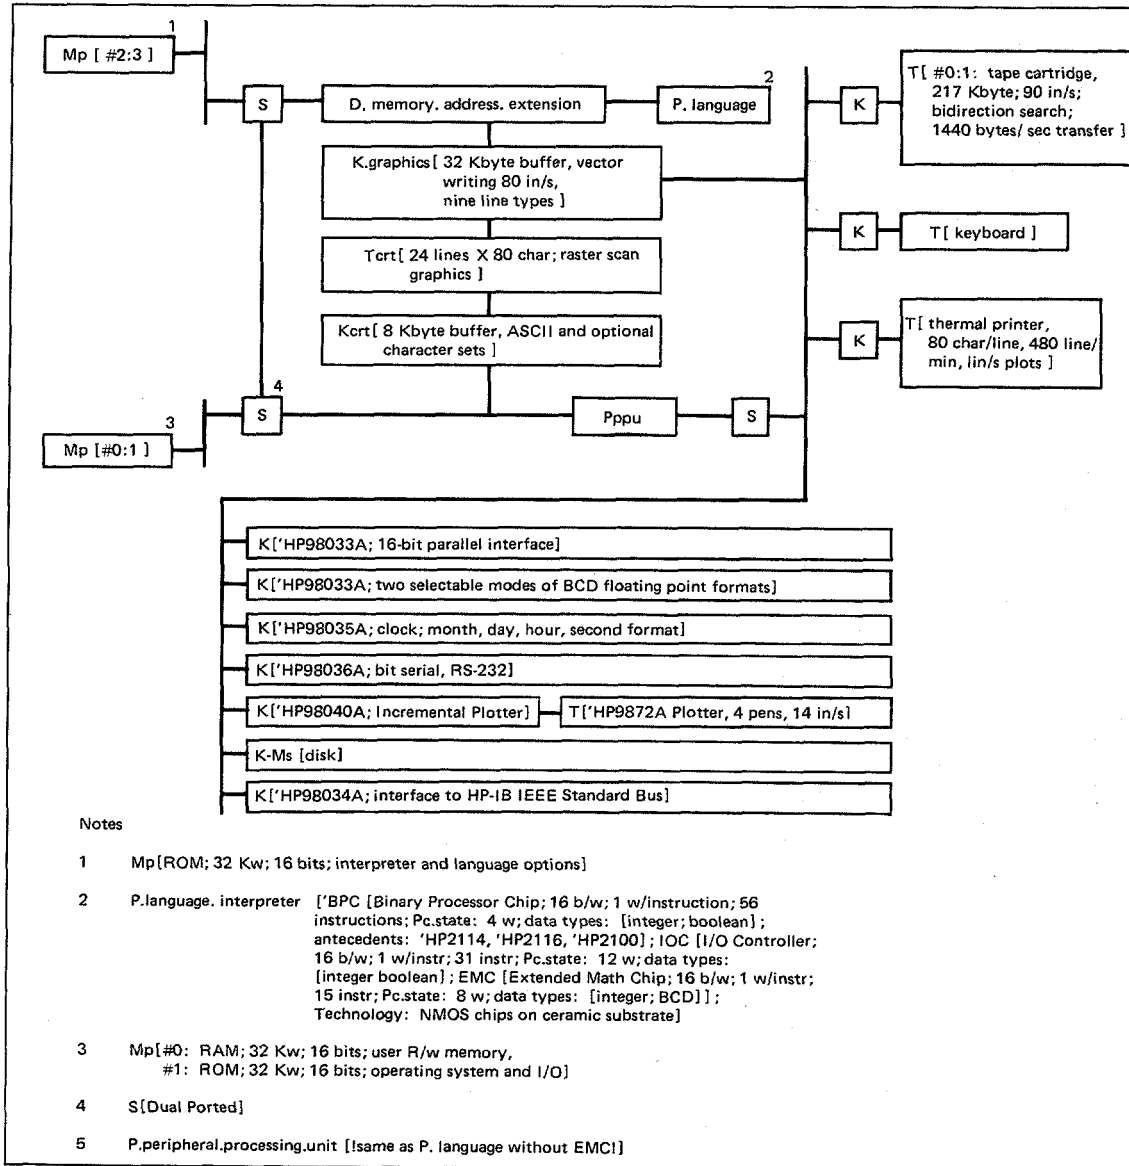 1
Mp [ #2:3 ]
S
D. memory. address. extension
2
P. language
K.graphics[ 32 Kbyte buffer, vector
writing 80 in/s,
nine line types ]
Tcrt[ 24 lines X 80 char; raster scan
graphics ]
Kcrt[ 8 Kbyte buffer, ASCII and optional
character sets ]
4
S
Pppu
S
3
Mp [#0:1 ]
K
T[ #0:1: tape cartridge,
217 Kbyte; 90 in/s;
bidirection search;
1440 bytes/ sec transfer ]
K
T[ keyboard ]
K
T[ thermal printer,
80 char/line, 480 line/
min, lin/s plots ]
K['HP98033A; 16-bit parallel interface]
K['HP98033A; two selectable modes of BCD floating point formats]
K['HP98035A; clock; month, day, hour, second format]
K['HP98036A; bit serial, RS-232]
K['HP98040A; Incremental Plotter]
T['HP9872A Plotter, 4 pens, 14 in/s]
K-Ms [disk]
K['HP98034A; interface to HP-IB IEEE Standard Bus]
Notes
1 Mp[ROM; 32 Kw; 16 bits; interpreter and language options]
2 P.language. interpreter ['BPC [Binary Processor Chip; 16 b/w; 1 w/instruction; 56
instructions; Pc.state: 4 w; data types: [integer; boolean] ;
antecedents: 'HP2114, 'HP2116, 'HP2100] ; IOC [I/O Controller;
16 b/w; 1 w/instr; 31 instr; Pc.state: 12 w; data types:
[integer boolean] ; EMC [Extended Math Chip; 16 b/w; 1 w/instr;
15 instr; Pc.state: 8 w; data types: [integer; BCD] ] ;
Technology: NMOS chips on ceramic substrate]
3 Mp[#0: RAM; 32 Kw; 16 bits; user R/w memory,
#1: ROM; 32 Kw; 16 bits; operating system and I/O]
4 S[Dual Ported]
5 P.peripheral.processing.unit [!same as P. language without EMC!]